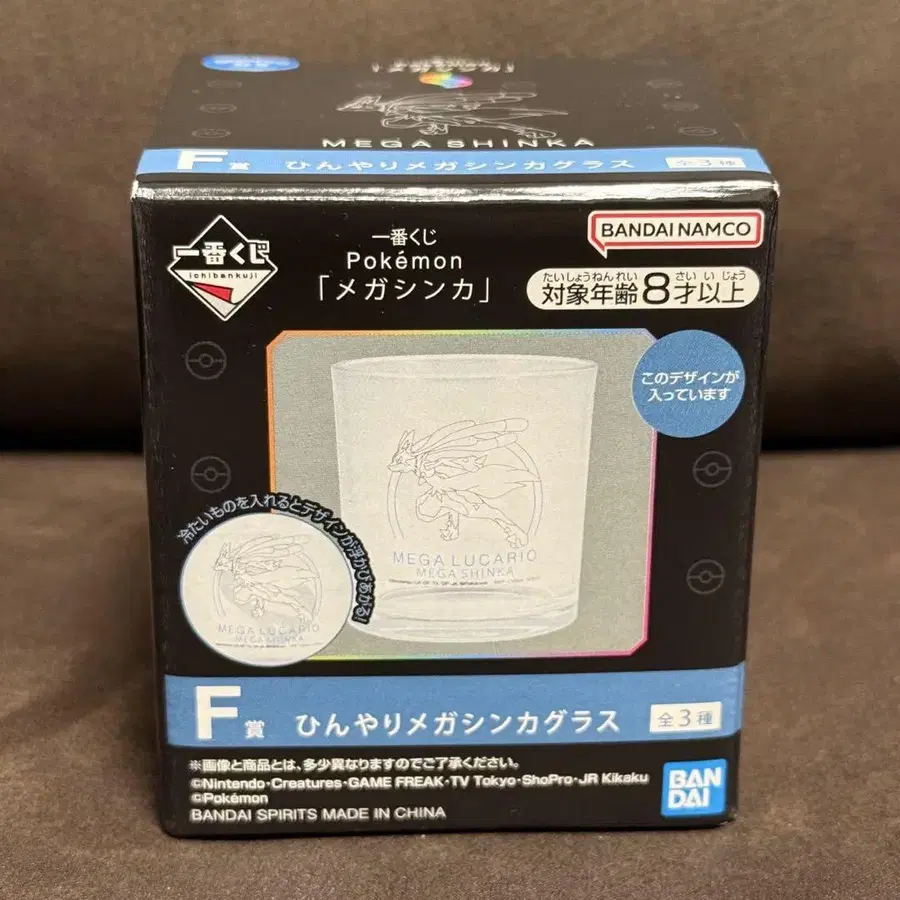 「メガシンカ」
MEGA SHINKA
F賞 ひんやりメガシンカグラス 全3種
一番くじ
ichibankuji
一番くじ
Pokémon
「メガシンカ」
BANDAI NAMCO
たいしょうねんれい さい いじょう
対象年齢8才以上
このデザインが
入っています
MEGA LUCARIO
MEGA SHINKA
冷たいものを入れるとデザインが浮かびあがる!
MEGA LUCARIO
MEGA SHINKA
F賞 ひんやりメガシンカグラス 全3種
※画像と商品とは、多少異なりますのでご了承ください。
©Nintendo・Creatures・GAME FREAK・TV Tokyo・ShoPro・JR Kikaku
©Pokémon
BANDAI SPIRITS MADE IN CHINA
BAN
DAI